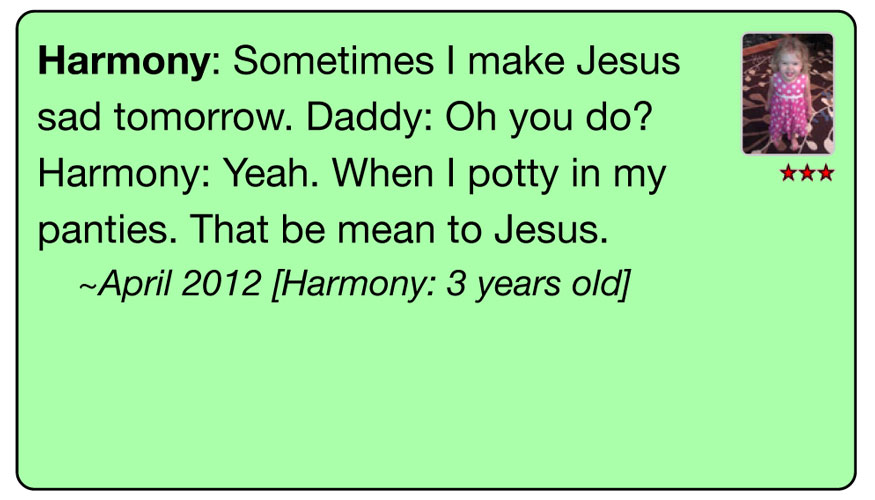 Harmony: Sometimes I make Jesus
sad tomorrow. Daddy: Oh you do?
Harmony: Yeah. When I potty in my
panties. That be mean to Jesus.
~April 2012 [Harmony: 3 years old]